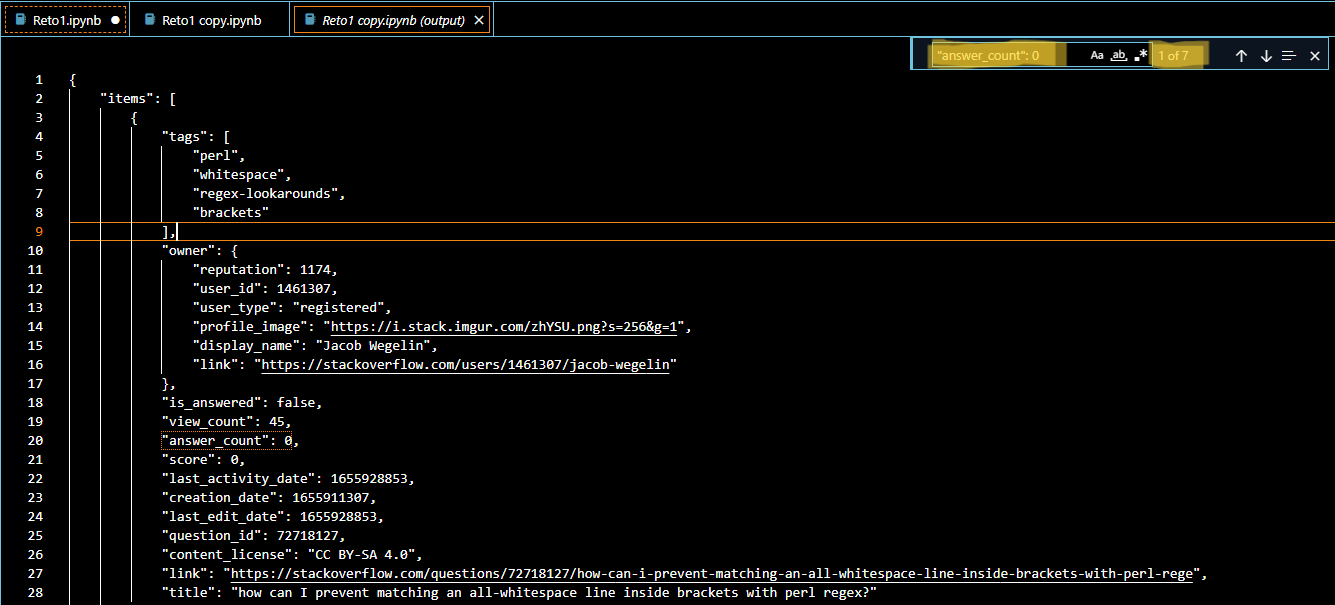 Reto1.ipynb ● Reto1 copy.ipynb Reto1 copy.ipynb (output) ×
"answer_count": 0 Aa ab .* 1 of 7
1 {
2 "items": [
3 {
4 "tags": [
5 "perl",
6 "whitespace",
7 "regex-lookarounds",
8 "brackets"
9 ],
10 "owner": {
11 "reputation": 1174,
12 "user_id": 1461307,
13 "user_type": "registered",
14 "profile_image": "https://i.stack.imgur.com/zhYSU.png?s=256&g=1",
15 "display_name": "Jacob Wegelin",
16 "link": "https://stackoverflow.com/users/1461307/jacob-wegelin"
17 },
18 "is_answered": false,
19 "view_count": 45,
20 "answer_count": 0,
21 "score": 0,
22 "last_activity_date": 1655928853,
23 "creation_date": 1655911307,
24 "last_edit_date": 1655928853,
25 "question_id": 72718127,
26 "content_license": "CC BY-SA 4.0",
27 "link": "https://stackoverflow.com/questions/72718127/how-can-i-prevent-matching-an-all-whitespace-line-inside-brackets-with-perl-rege",
28 "title": "how can I prevent matching an all-whitespace line inside brackets with perl regex?"